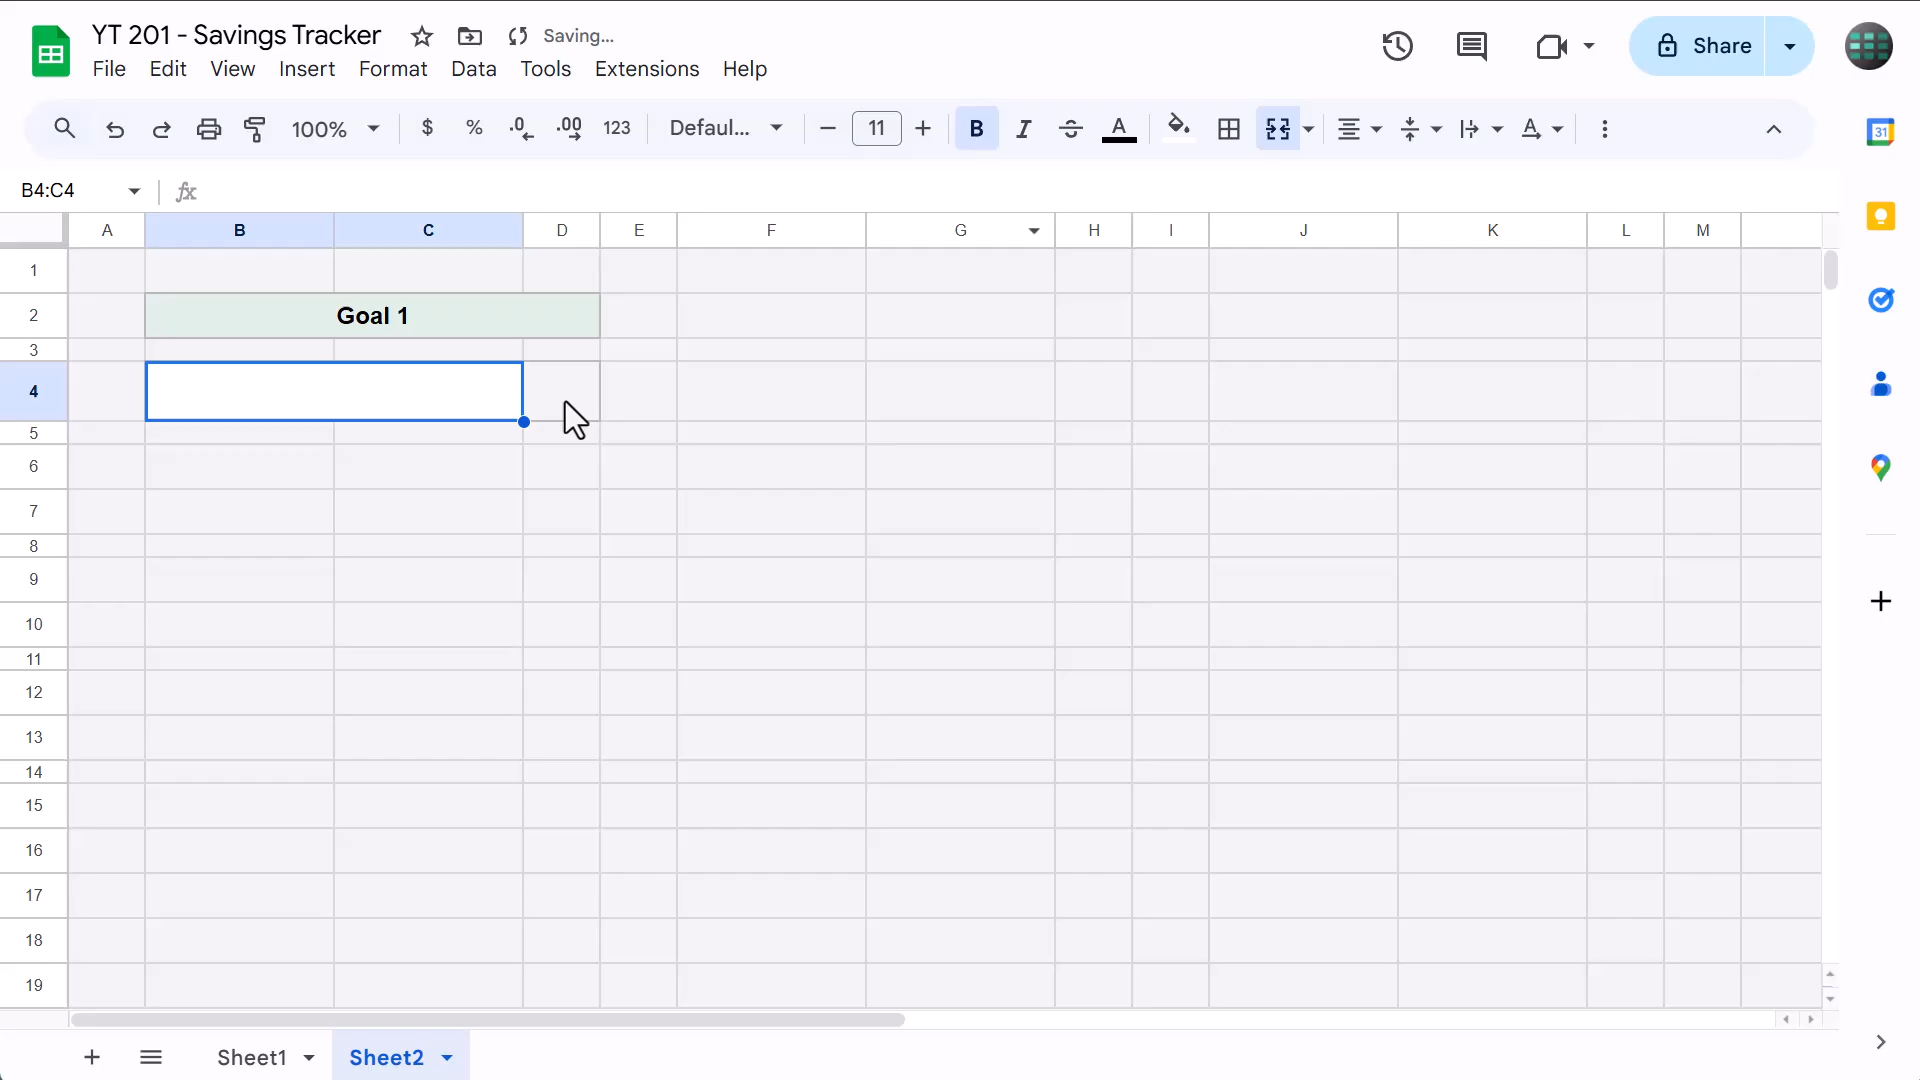 YT 201 - Savings Tracker
Saving...
Share
File Edit View Insert Format Data Tools Extensions Help
100% $ % .0 .00 123 Defaul... 11 B I S A A
31
B4:C4 fx
A B C D E F G H I J K L M
1
2 Goal 1
3
4
5
6
7
8
9
10
11
12
13
14
15
16
17
18
19
Sheet1 Sheet2